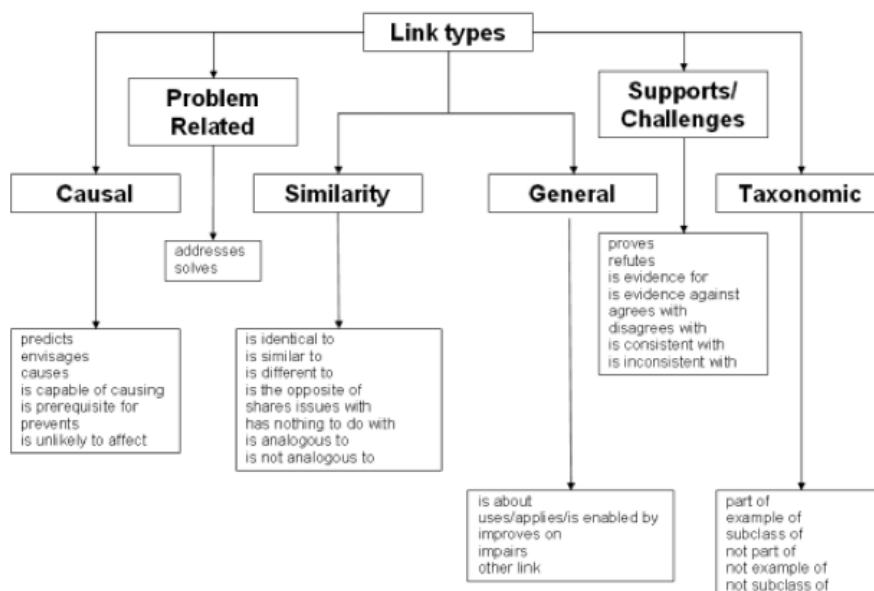 Link types
Problem
Related
Supports/
Challenges
Causal
Similarity
General
Taxonomic
addresses
solves
proves
refutes
is evidence for
is evidence against
agrees with
disagrees with
is consistent with
is inconsistent with
predicts
envisages
causes
is capable of causing
is prerequisite for
prevents
is unlikely to affect
is identical to
is similar to
is different to
is the opposite of
shares issues with
has nothing to do with
is analogous to
is not analogous to
is about
uses/applies/is enabled by
improves on
impairs
other link
part of
example of
subclass of
not part of
not example of
not subclass of